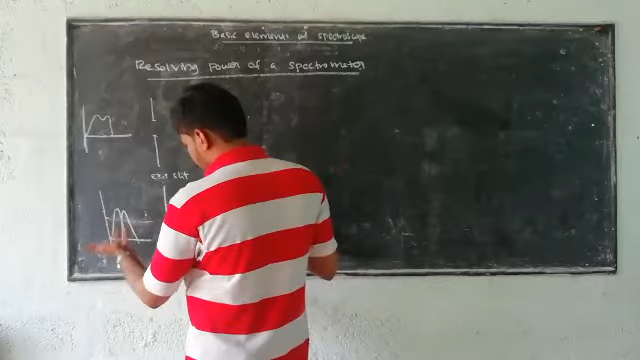 Basic elements of spectroscope
Resolving power of a spectrometer
exit slit